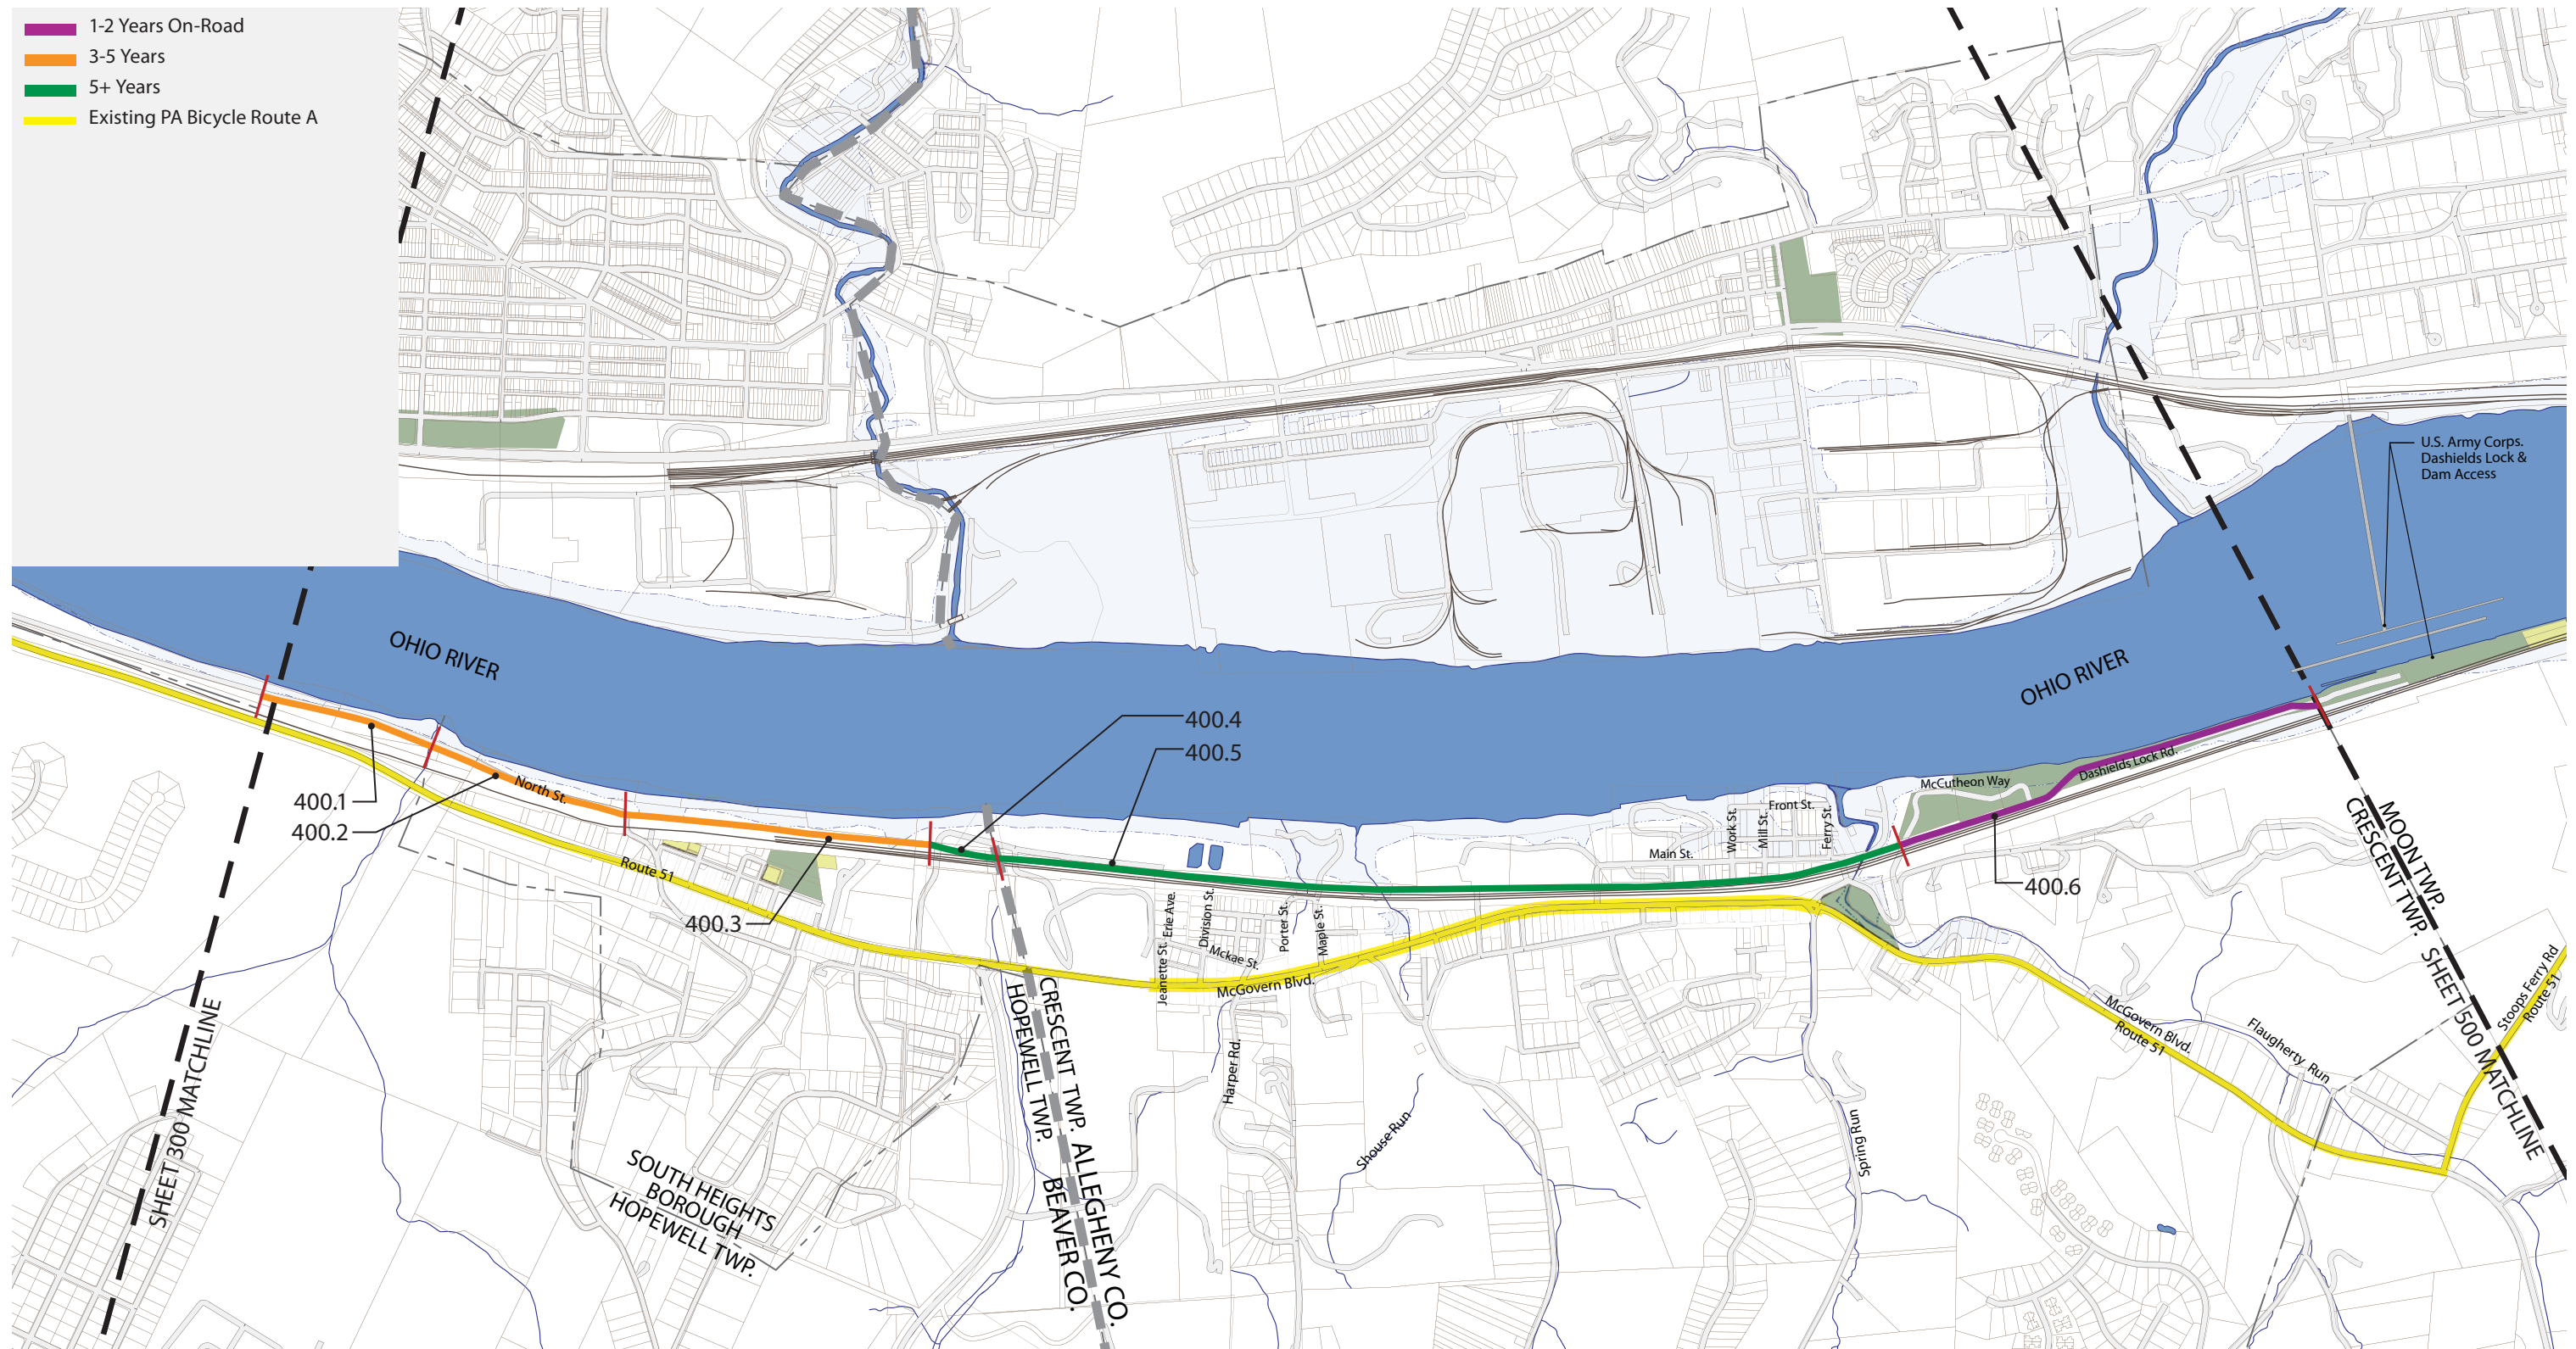 1-2 Years On-Road
3-5 Years
5+ Years
Existing PA Bicycle Route A
U.S. Army Corps.
Dashields Lock &
Dam Access
OHIO RIVER
OHIO RIVER
400.4
400.5
400.1
400.2
400.3
400.6
North St.
Route 51
McCutheon Way
Dashields Lock Rd.
Front St.
Work St.
Mill St.
Ferry St.
Main St.
Jeanette St.
Erie Ave.
Division St.
Mckae St.
Porter St.
Maple St.
McGovern Blvd.
Harper Rd.
Shouse Run
Spring Run
McGovern Blvd.
Route 51
Flaugherty Run
Stoops Ferry Rd
Route 51
MOON TWP.
CRESCENT TWP.
SHEET 500 MATCHLINE
SHEET 300 MATCHLINE
CRESCENT TWP.
HOPEWELL TWP.
ALLEGHENY CO.
BEAVER CO.
SOUTH HEIGHTS
BOROUGH
HOPEWELL TWP.